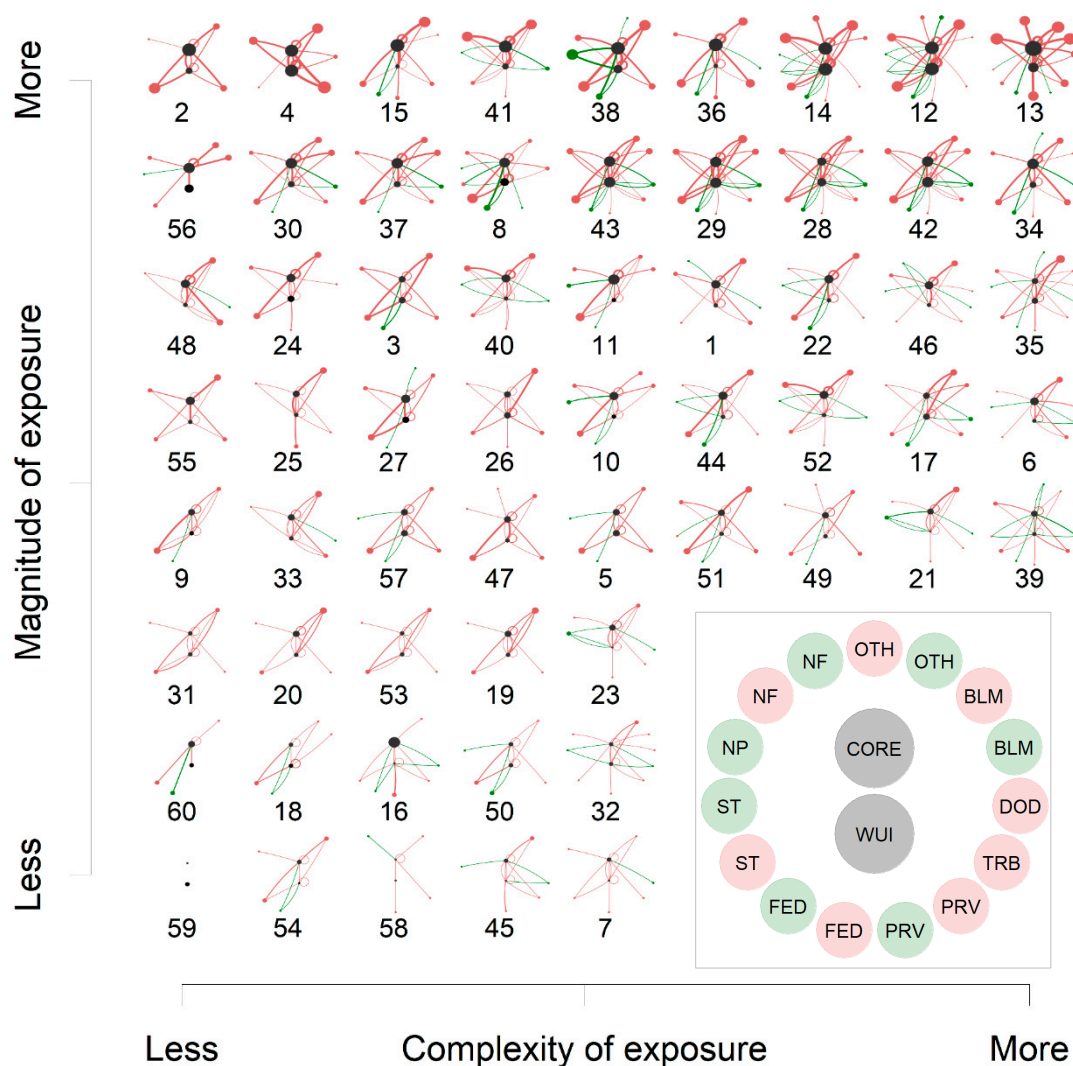 More
2 4 15 41 38 36 14 12 13
56 30 37 8 43 29 28 42 34
48 24 3 40 11 1 22 46 35
Magnitude of exposure
55 25 27 26 10 44 52 17 6
9 33 57 47 5 51 49 21 39
31 20 53 19 23
60 18 16 50 32
Less
59 54 58 45 7
OTH
NF OTH
NF BLM
NP CORE BLM
ST DOD
WUI
ST TRB
FED PRV
FED PRV
Less Complexity of exposure More